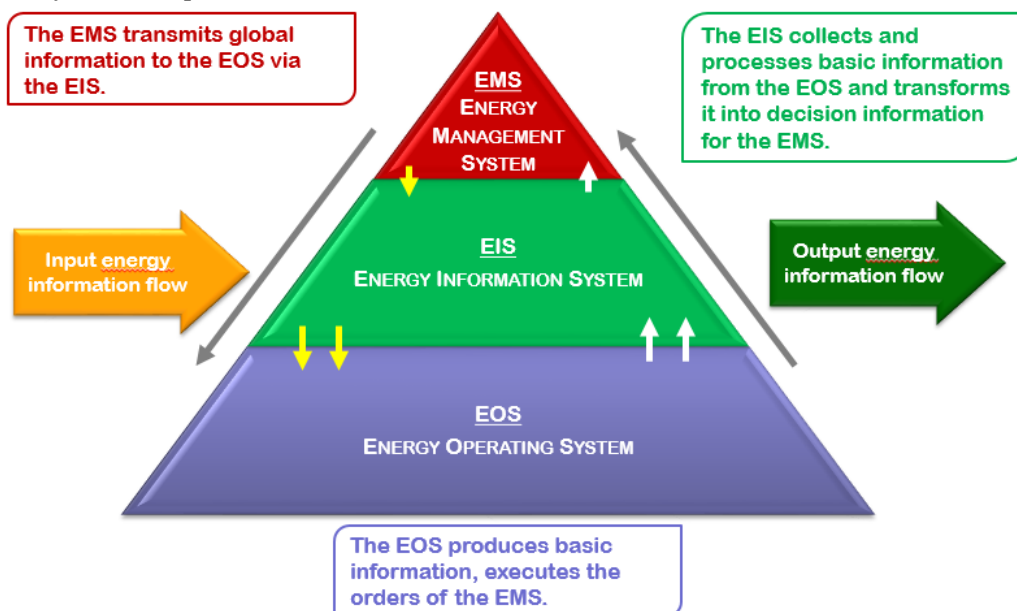 The EMS transmits global
information to the EOS via
the EIS.
The EIS collects and
processes basic information
from the EOS and transforms
it into decision information
for the EMS.
EMS
ENERGY
MANAGEMENT
SYSTEM
Input energy
information flow
EIS
ENERGY INFORMATION SYSTEM
Output energy
information flow
EOS
ENERGY OPERATING SYSTEM
The EOS produces basic
information, executes the
orders of the EMS.